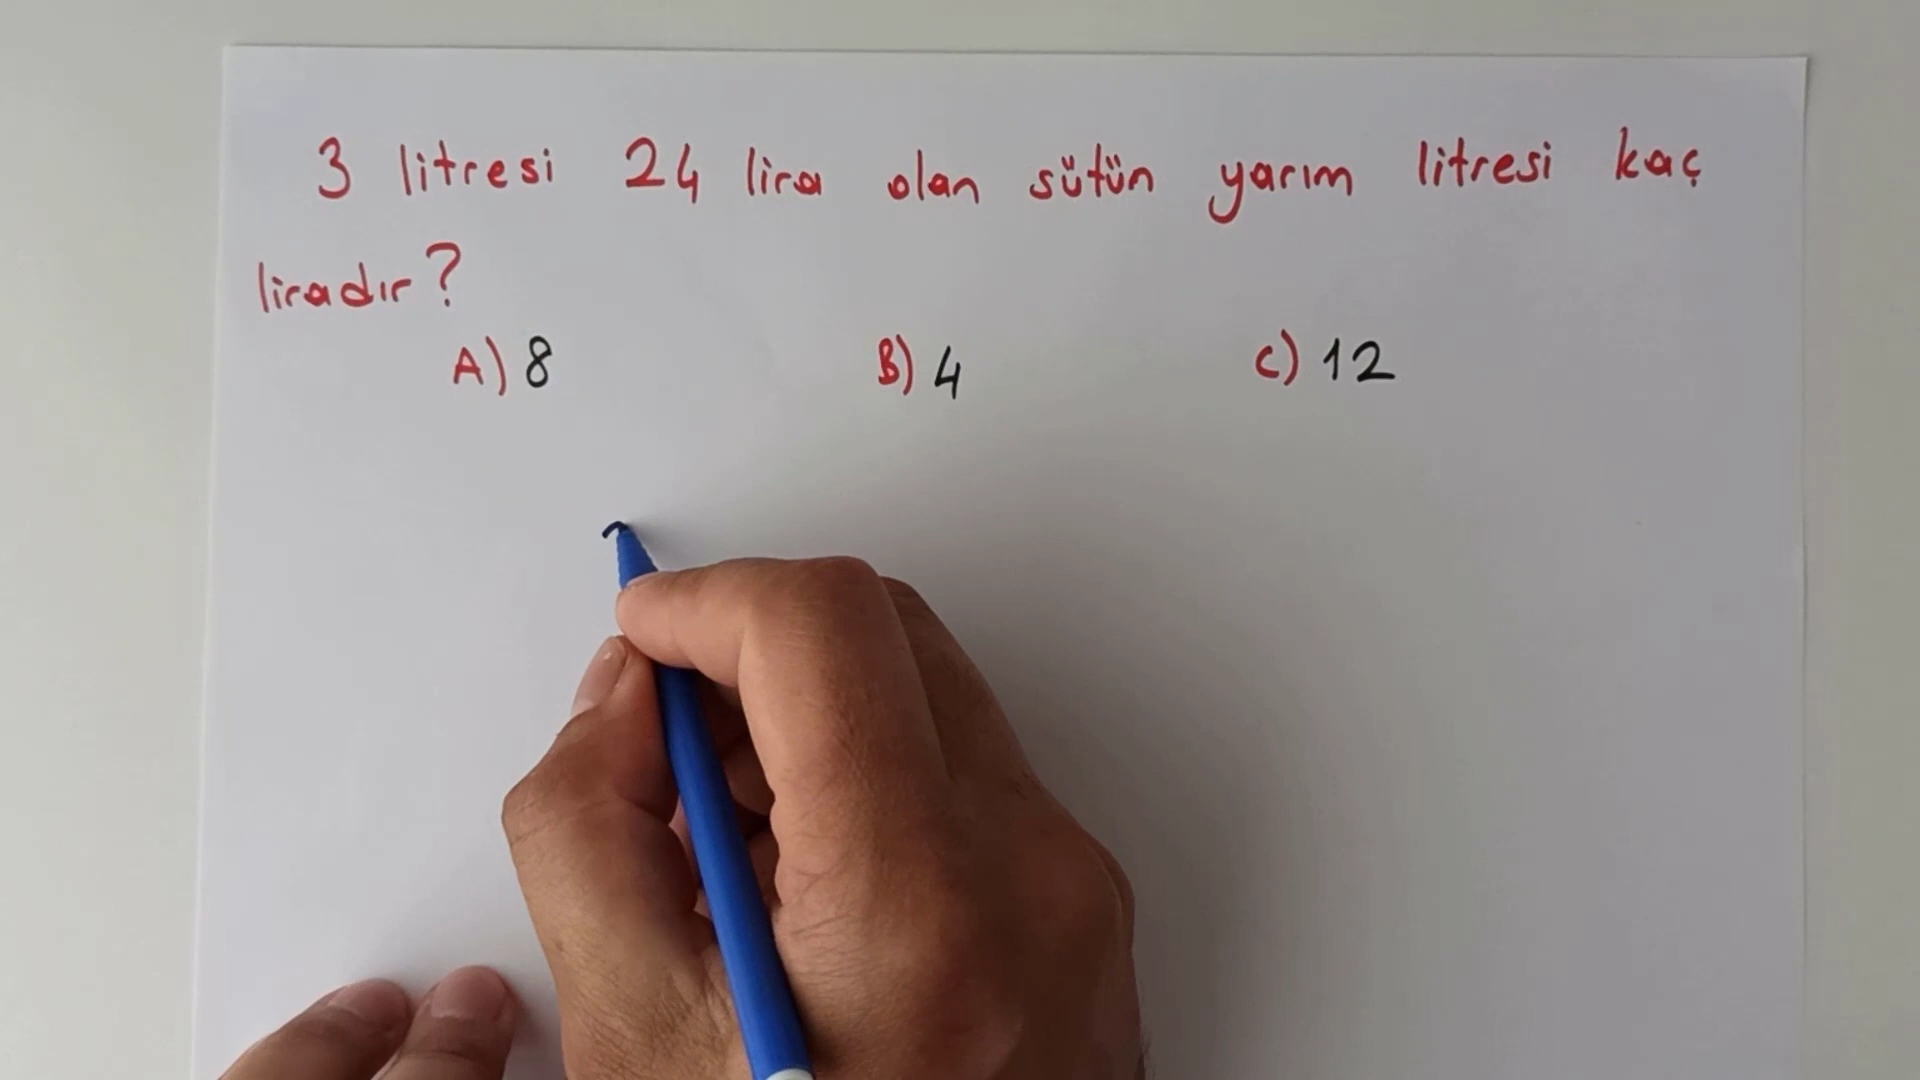 3 litresi 24 lira olan sütün yarım litresi kaç
liradır?
A) 8 B) 4 C) 12